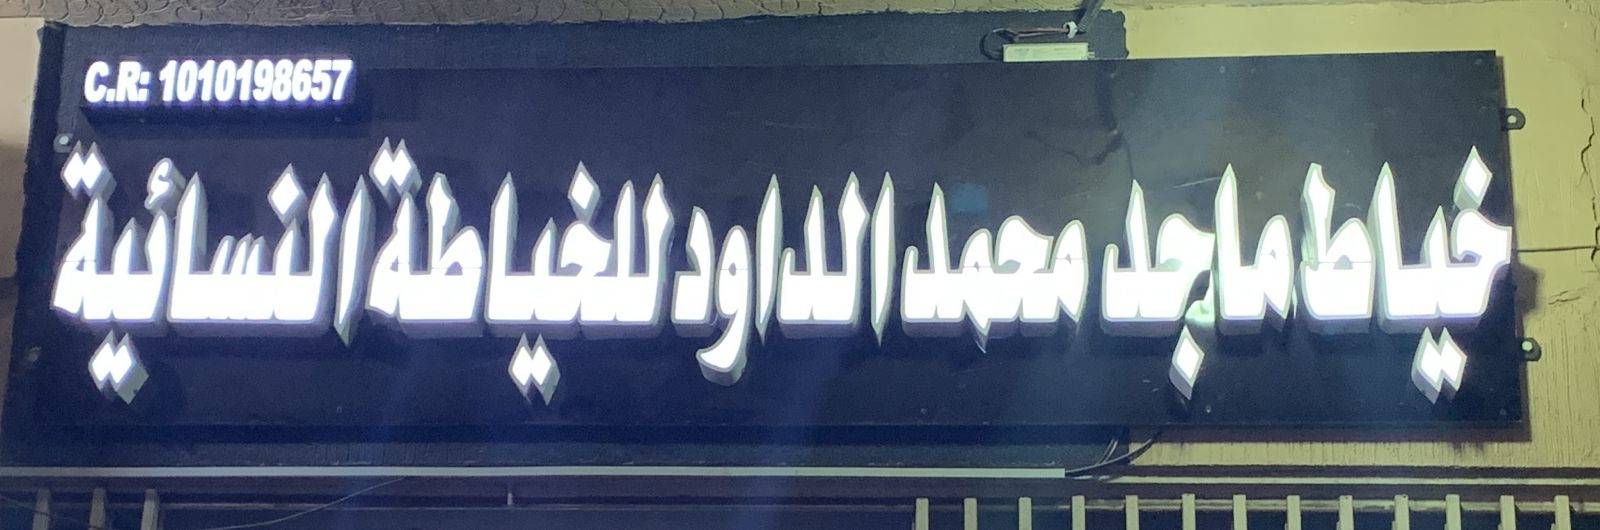 C.R: 1010198657
خياط ماجد محمد الداود للخياطة النسائية